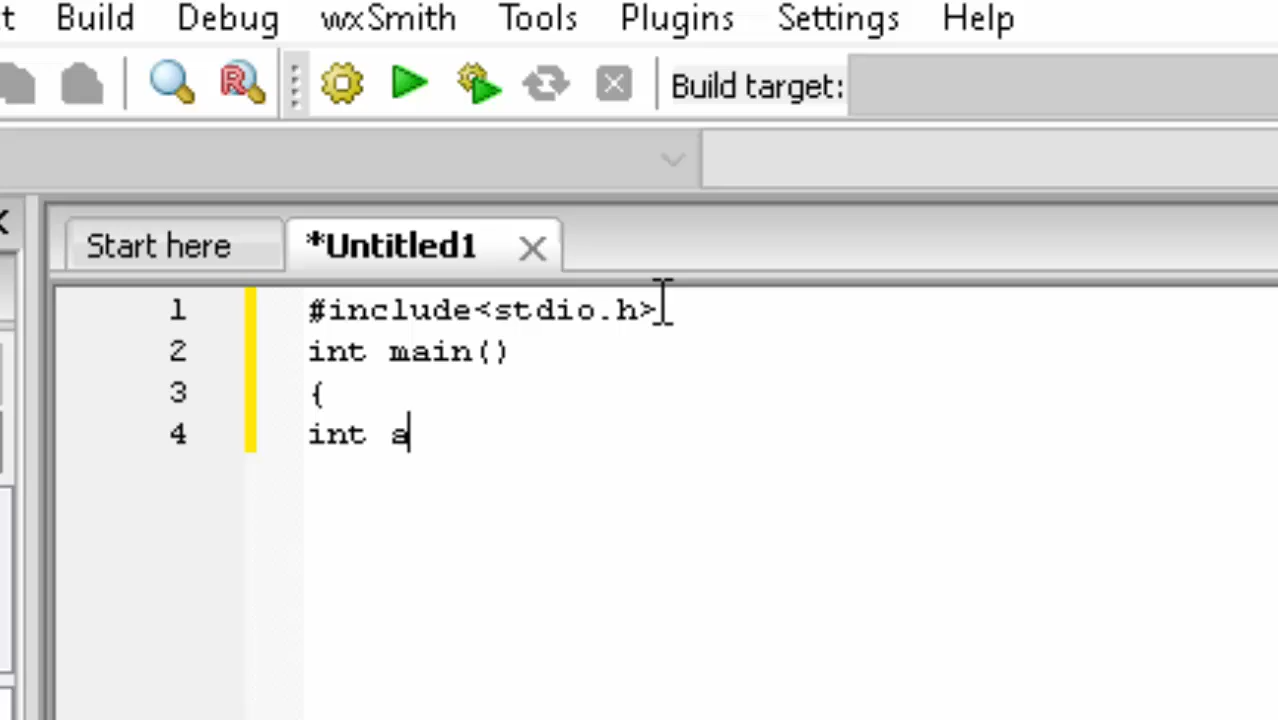 t Build Debug wxSmith Tools Plugins Settings Help
Build target:
Start here *Untitled1
1 #include<stdio.h>
2 int main()
3 {
4 int a